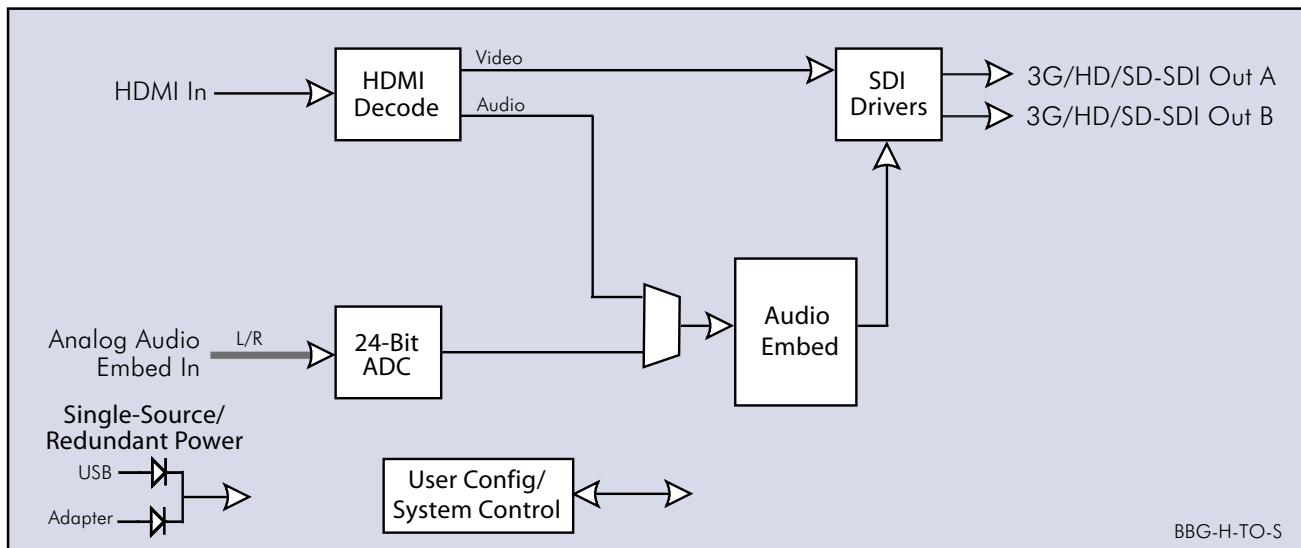 HDMI In
HDMI
Decode
Video
Audio
SDI
Drivers
3G/HD/SD-SDI Out A
3G/HD/SD-SDI Out B
Analog Audio
Embed In
L/R
24-Bit
ADC
Audio
Embed
Single-Source/
Redundant Power
USB
Adapter
User Config/
System Control
BBG-H-TO-S